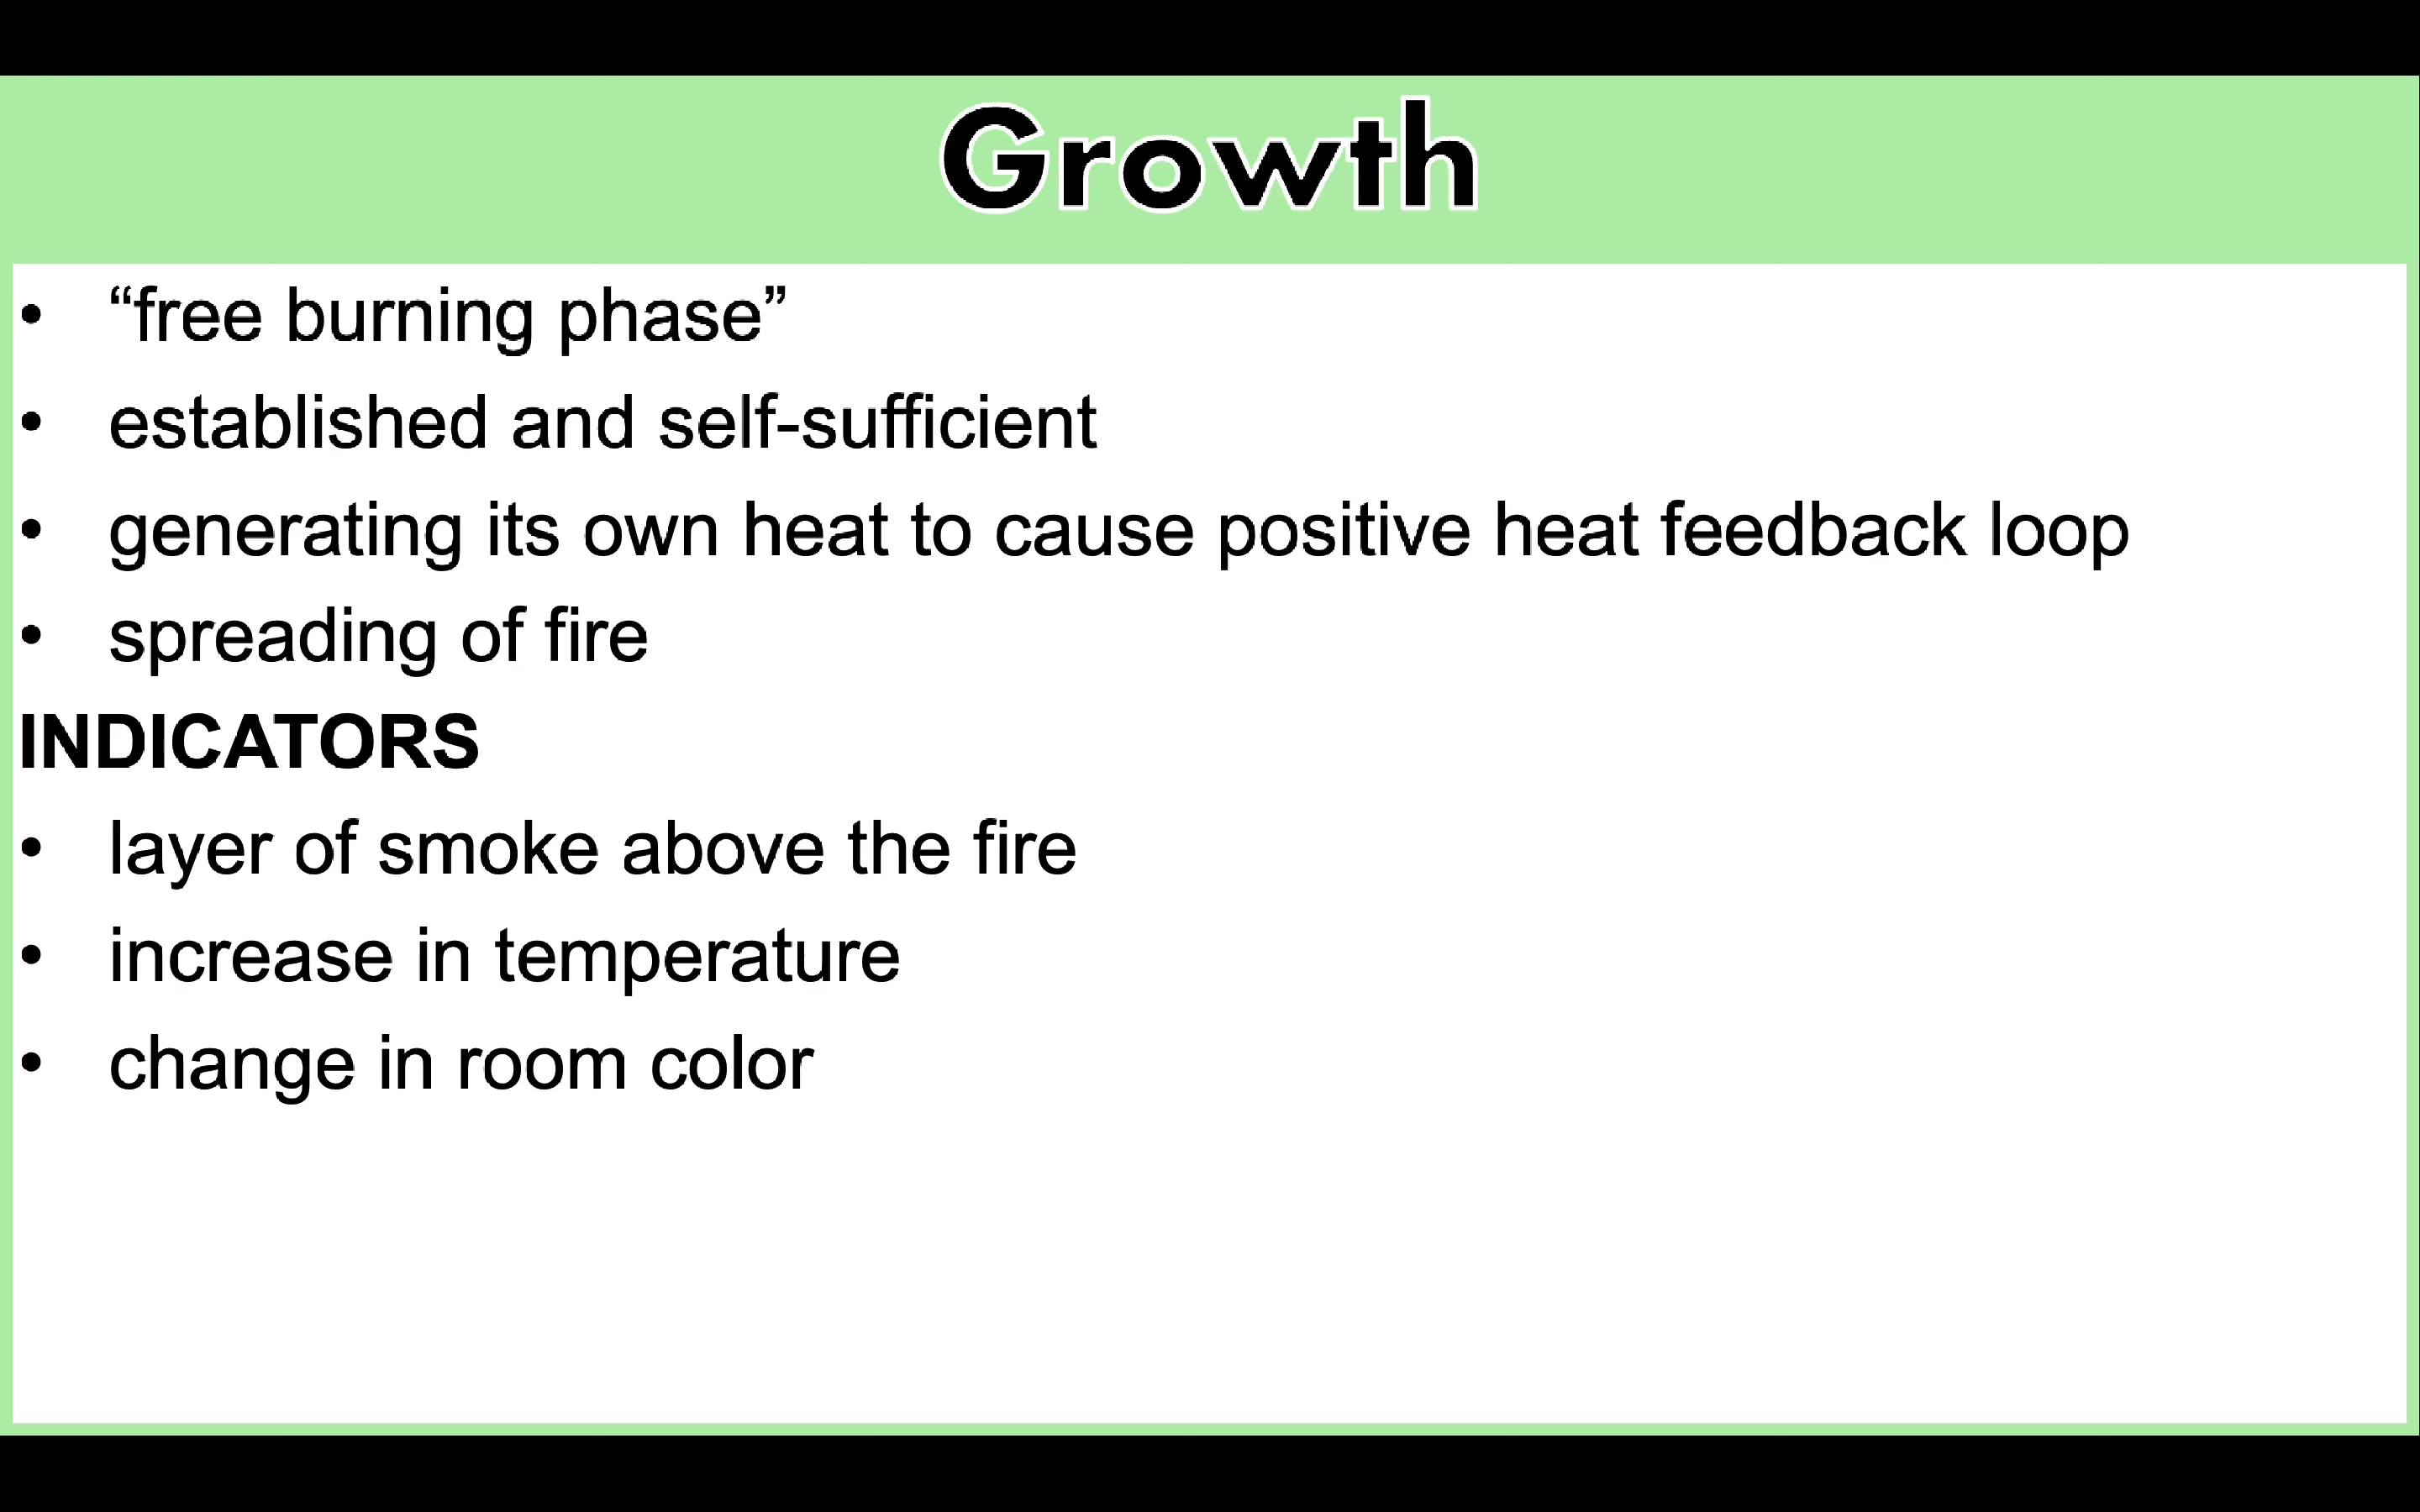 Growth
• “free burning phase”
• established and self-sufficient
• generating its own heat to cause positive heat feedback loop
• spreading of fire
INDICATORS
• layer of smoke above the fire
• increase in temperature
• change in room color